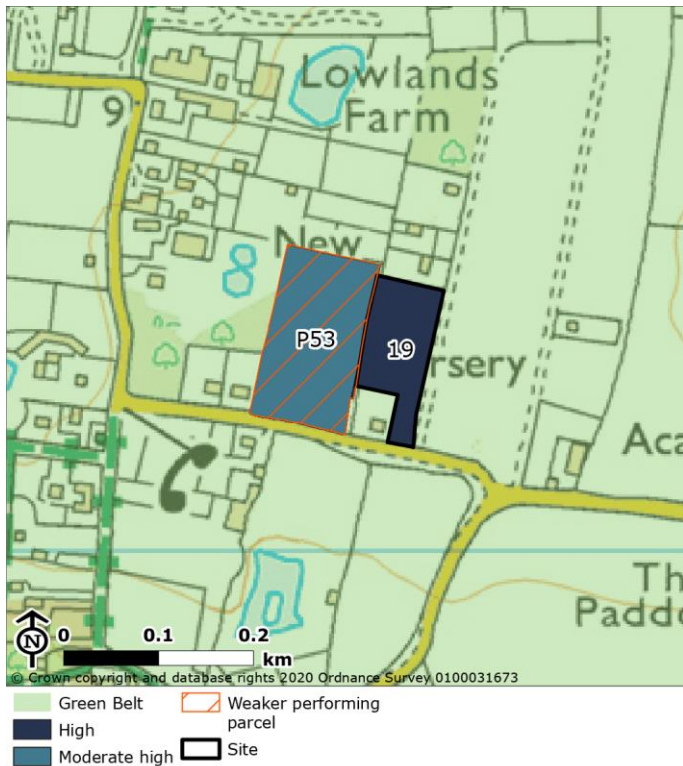 Lowlands
Farm
9
New
P53
19
rsery
Aca
Th
Paddo
N
0 0.1 0.2
km
© Crown copyright and database rights 2020 Ordnance Survey 0100031673
Green Belt
High
Moderate high
Weaker performing
parcel
Site